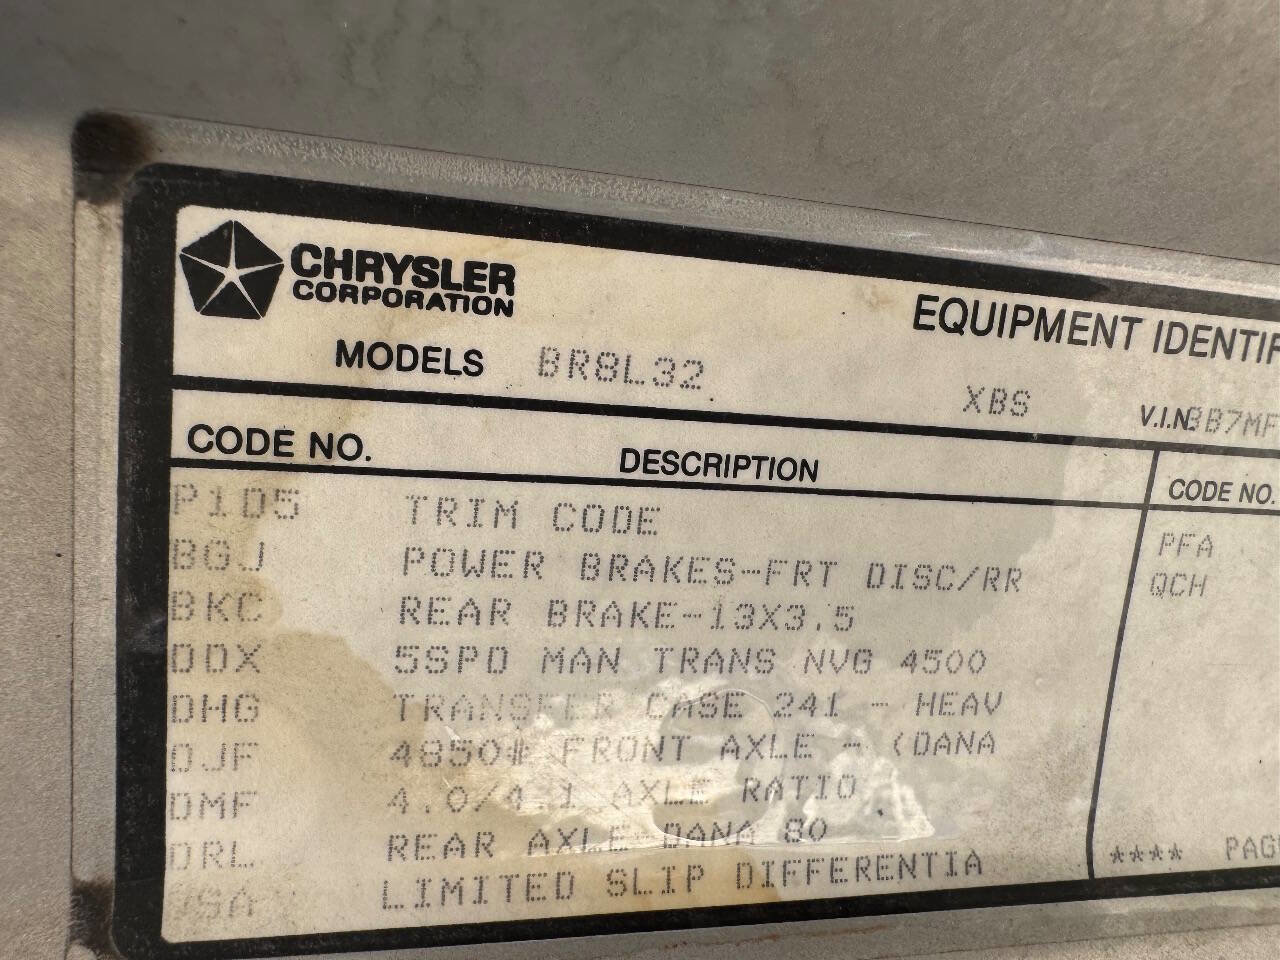 CHRYSLER
CORPORATION
EQUIPMENT IDENTIF
MODELS BR8L32 XBS V.I.N BB7MF
CODE NO. DESCRIPTION CODE NO.
P1D5 TRIM CODE PFA
BGJ POWER BRAKES-FRT DISC/RR QCH
BKC REAR BRAKE-13X3.5
DDX 5SPD MAN TRANS NVG 4500
DHG TRANSFER CASE 241 - HEAV
DJF 4850# FRONT AXLE - (DANA
DMF 4.0/4.1 AXLE RATIO
DRL REAR AXLE-DANA 80
LIMITED SLIP DIFFERENTIA
**** PAG